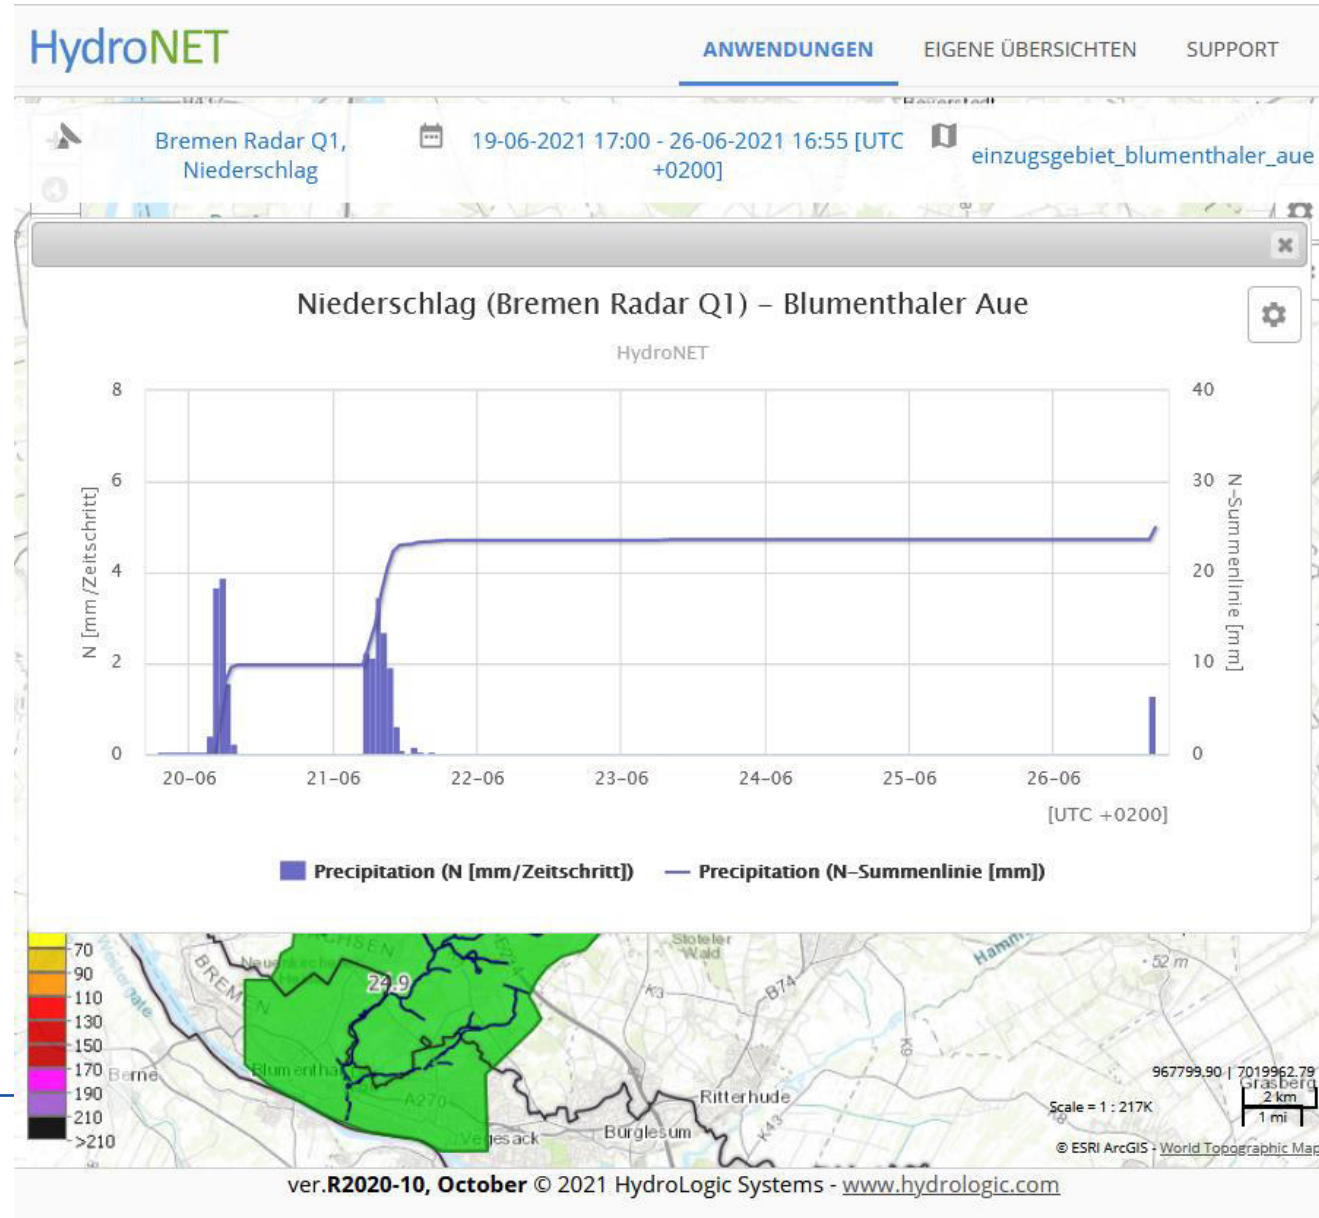 HydroNET
ANWENDUNGEN EIGENE ÜBERSICHTEN SUPPORT
Bremen Radar Q1,
Niederschlag
19-06-2021 17:00 - 26-06-2021 16:55 [UTC
+0200]
einzugsgebiet_blumenthaler_aue
Niederschlag (Bremen Radar Q1) – Blumenthaler Aue
HydroNET
8 40
6 30
4 20
2 10
0 0
N [mm/Zeitschritt]
N-Summenlinie [mm]
20-06 21-06 22-06 23-06 24-06 25-06 26-06
[UTC +0200]
Precipitation (N [mm/Zeitschritt]) Precipitation (N-Summenlinie [mm])
70
90
110
130
150
170
190
210
>210
BREMEN
24.9
Berne
A270
Vegesack
Burglesum
Ritterhude
K3
B74
K9
K43
52 m
967799.90 | 7019962.79
Grasberg
Scale = 1 : 217K
2 km
1 mi
© ESRI ArcGIS - World Topographic Map
ver.R2020-10, October © 2021 HydroLogic Systems - www.hydrologic.com